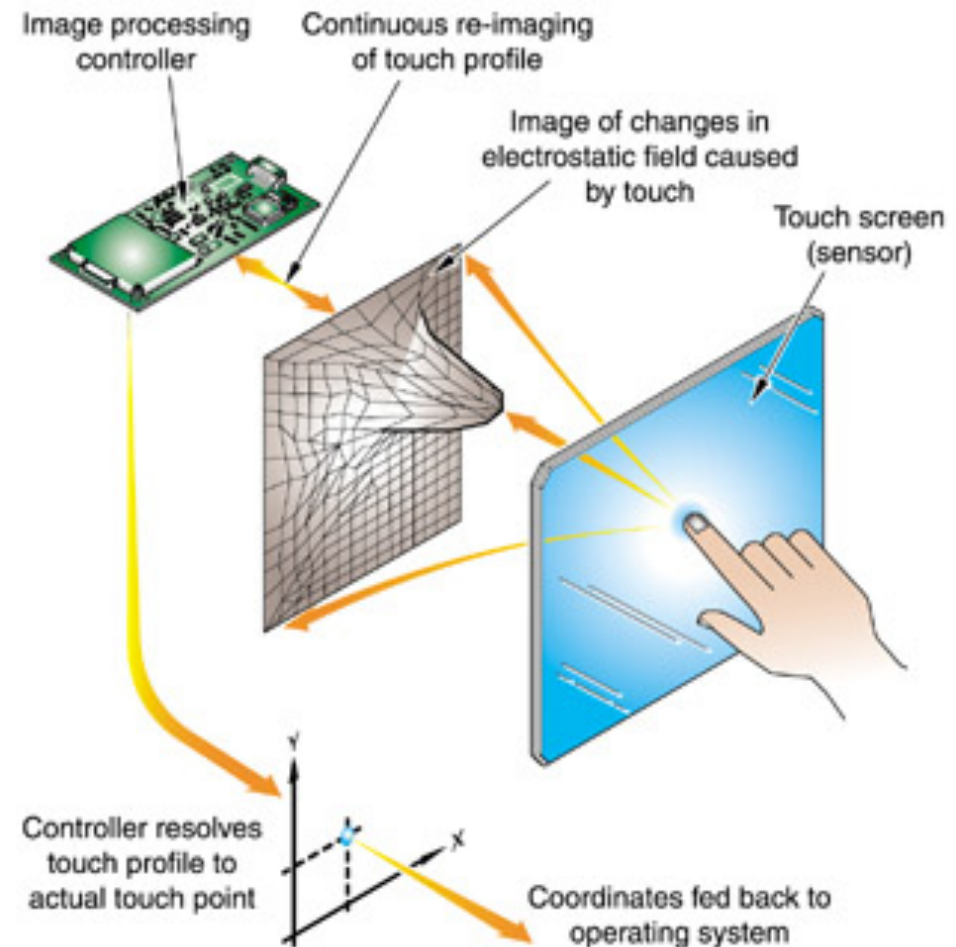 Image processing
controller
Continuous re-imaging
of touch profile
Image of changes in
electrostatic field caused
by touch
Touch screen
(sensor)
Y
X
Controller resolves
touch profile to
actual touch point
Coordinates fed back to
operating system